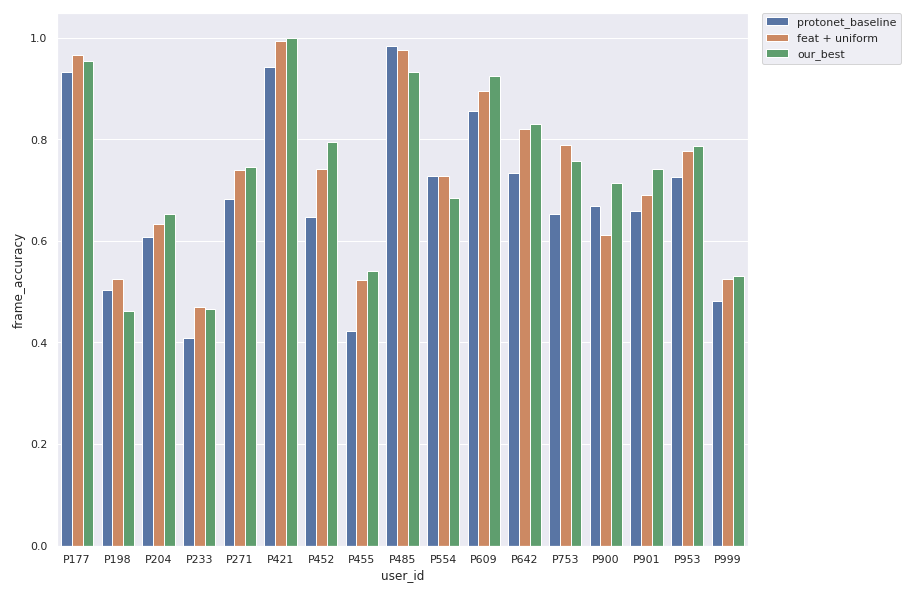 protonet_baseline
feat + uniform
our_best
1.0
0.8
0.6
0.4
0.2
0.0
frame_accuracy
P177 P198 P204 P233 P271 P421 P452 P455 P485 P554 P609 P642 P753 P900 P901 P953 P999
user_id